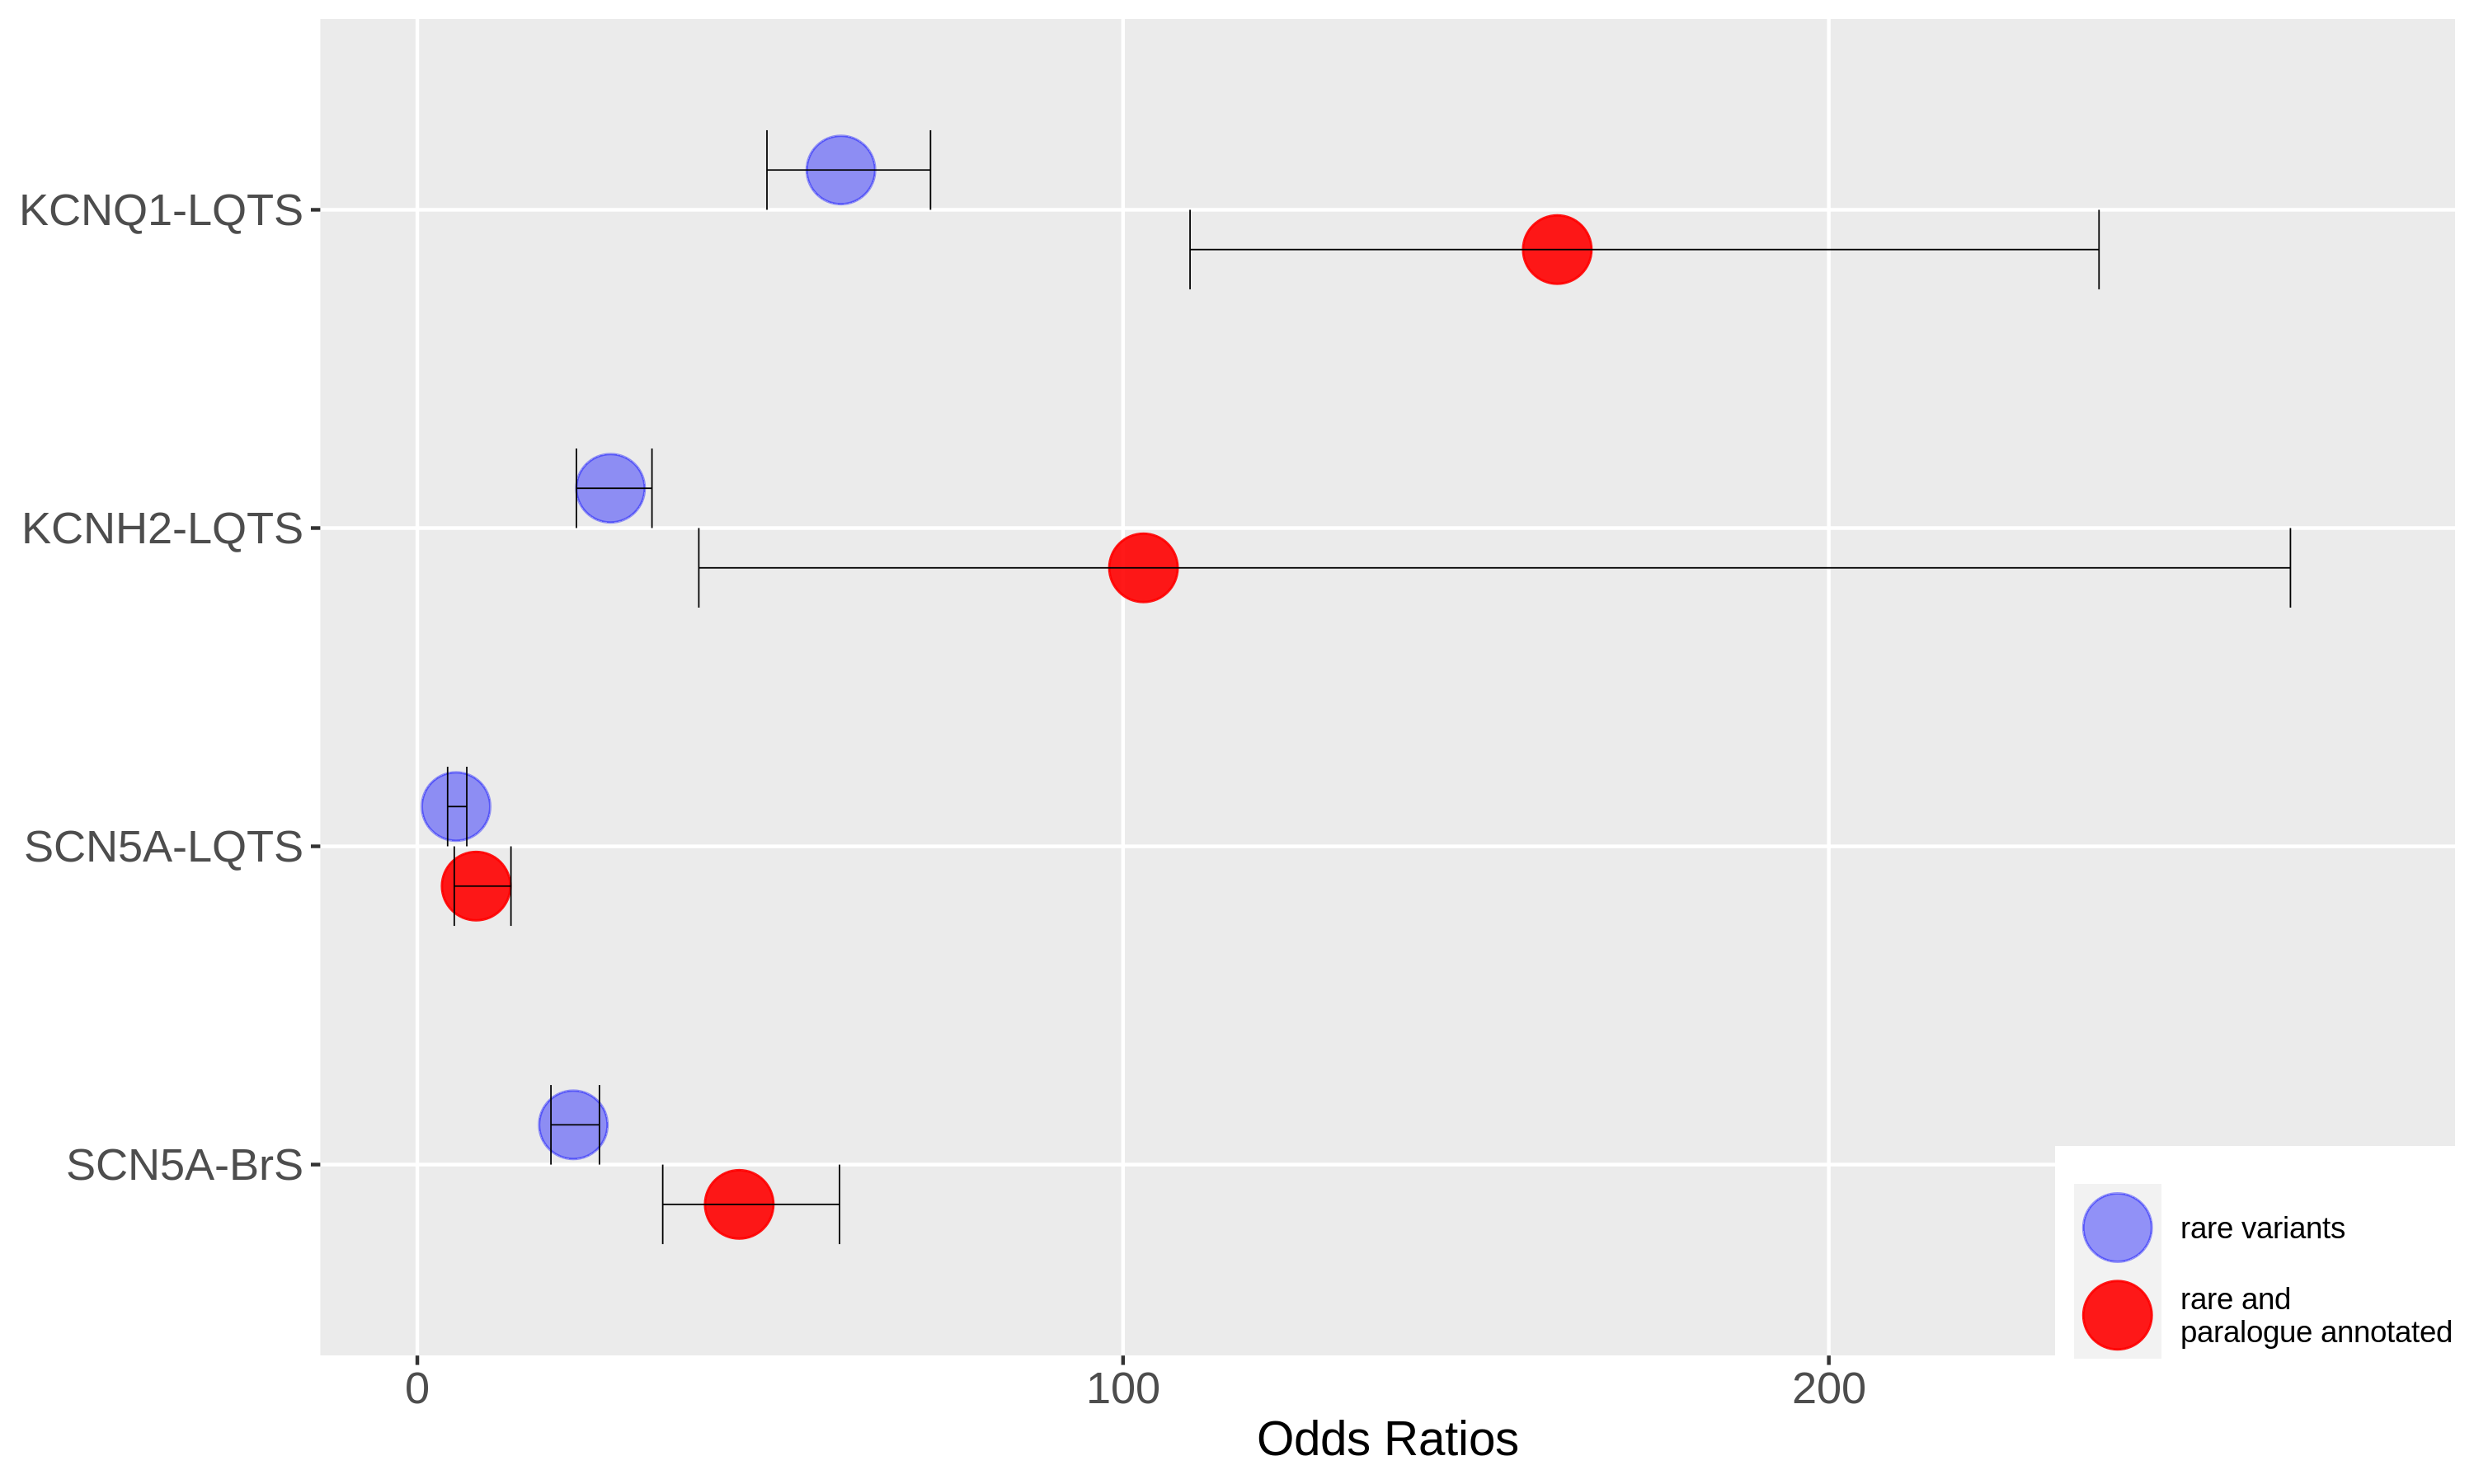 KCNQ1-LQTS
KCNH2-LQTS
SCN5A-LQTS
SCN5A-BrS
rare variants
rare and
paralogue annotated
0 100 200
Odds Ratios